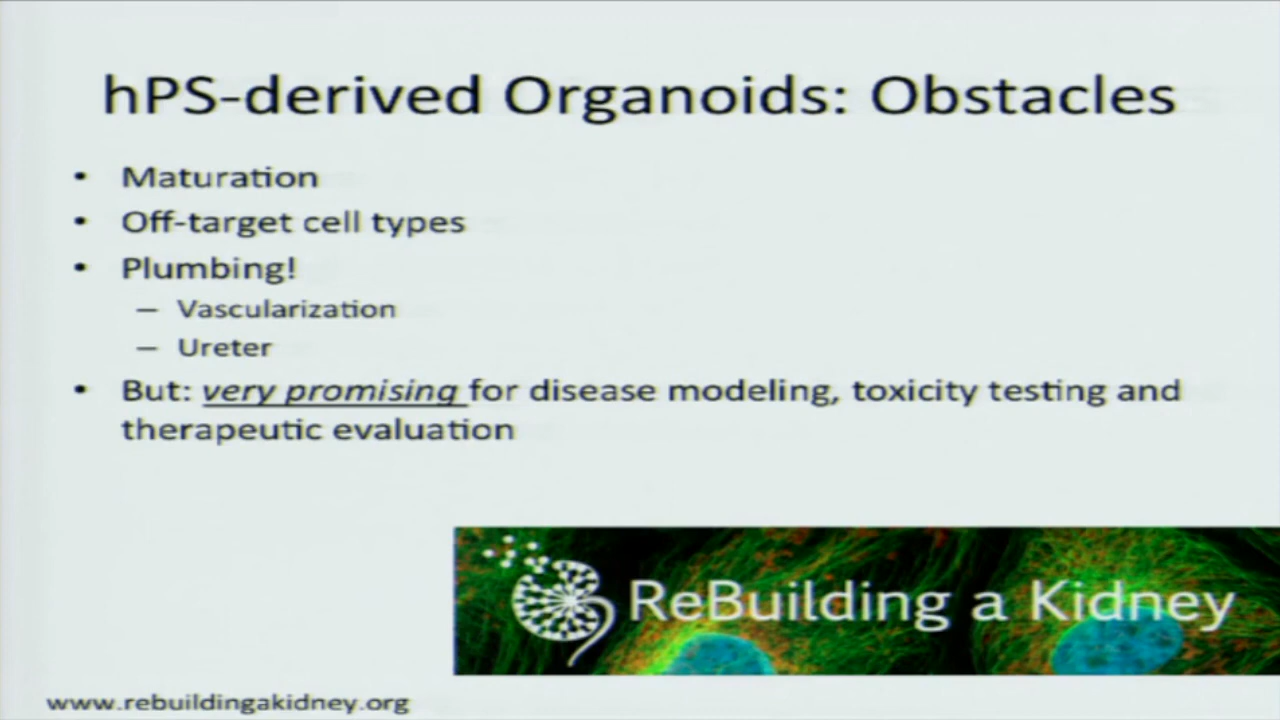 hPS-derived Organoids: Obstacles
• Maturation
• Off-target cell types
• Plumbing!
– Vascularization
– Ureter
• But: very promising for disease modeling, toxicity testing and
therapeutic evaluation
ReBuilding a Kidney
www.rebuildingakidney.org